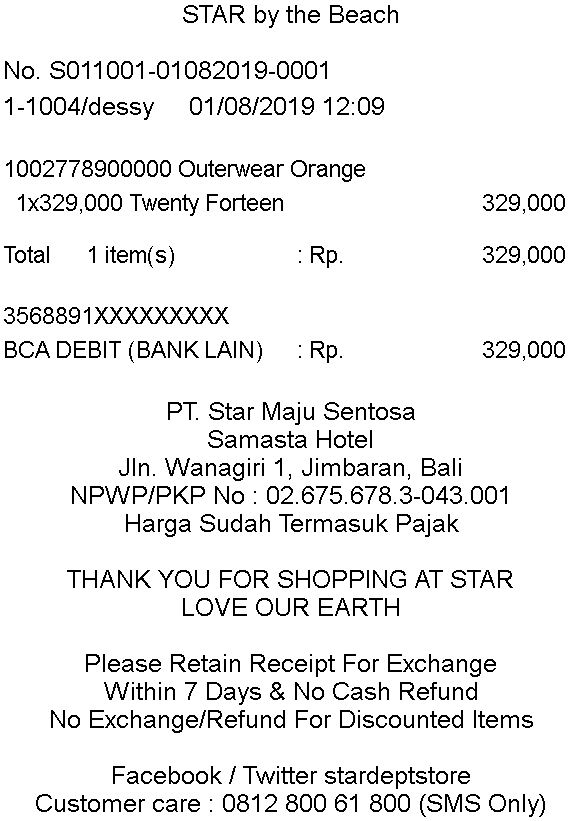 STAR by the Beach
No. S011001-01082019-0001
1-1004/dessy 01/08/2019 12:09
1002778900000 Outerwear Orange
1x329,000 Twenty Forteen 329,000
Total 1 item(s) : Rp. 329,000
3568891XXXXXXXXX
BCA DEBIT (BANK LAIN) : Rp. 329,000
PT. Star Maju Sentosa
Samasta Hotel
Jln. Wanagiri 1, Jimbaran, Bali
NPWP/PKP No : 02.675.678.3-043.001
Harga Sudah Termasuk Pajak
THANK YOU FOR SHOPPING AT STAR
LOVE OUR EARTH
Please Retain Receipt For Exchange
Within 7 Days & No Cash Refund
No Exchange/Refund For Discounted Items
Facebook / Twitter stardeptstore
Customer care : 0812 800 61 800 (SMS Only)